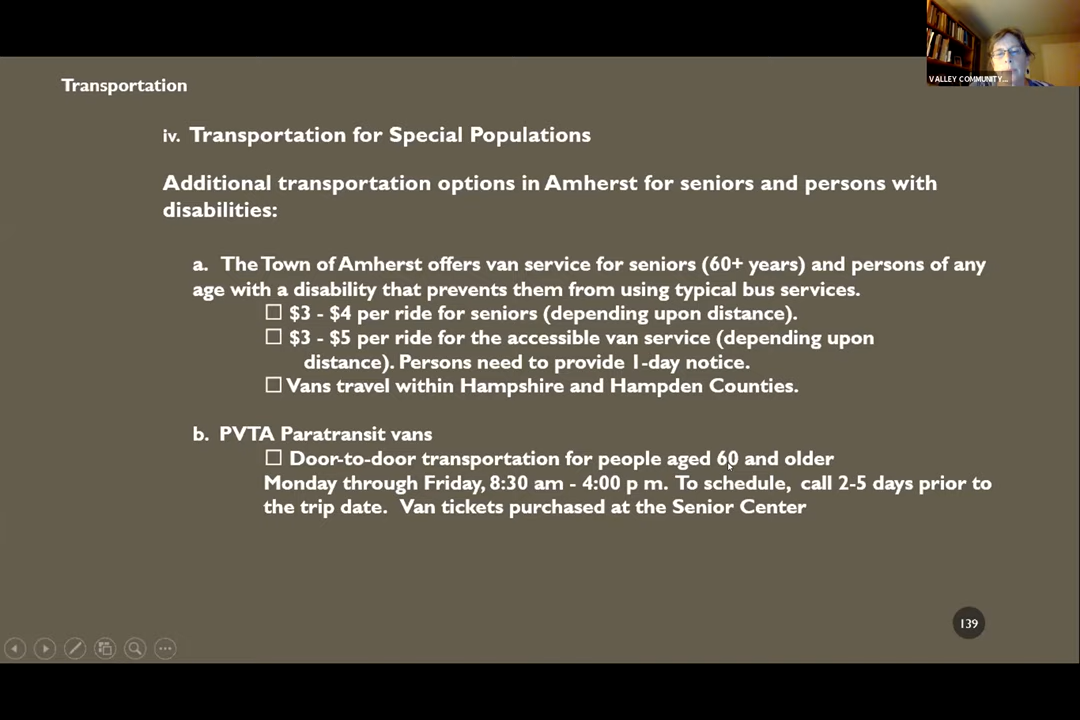 VALLEY COMMUNITY...
Transportation
iv. Transportation for Special Populations
Additional transportation options in Amherst for seniors and persons with
disabilities:
a. The Town of Amherst offers van service for seniors (60+ years) and persons of any
age with a disability that prevents them from using typical bus services.
☐ $3 - $4 per ride for seniors (depending upon distance).
☐ $3 - $5 per ride for the accessible van service (depending upon
distance). Persons need to provide 1-day notice.
☐ Vans travel within Hampshire and Hampden Counties.
b. PVTA Paratransit vans
☐ Door-to-door transportation for people aged 60 and older
Monday through Friday, 8:30 am - 4:00 p m. To schedule, call 2-5 days prior to
the trip date. Van tickets purchased at the Senior Center
139